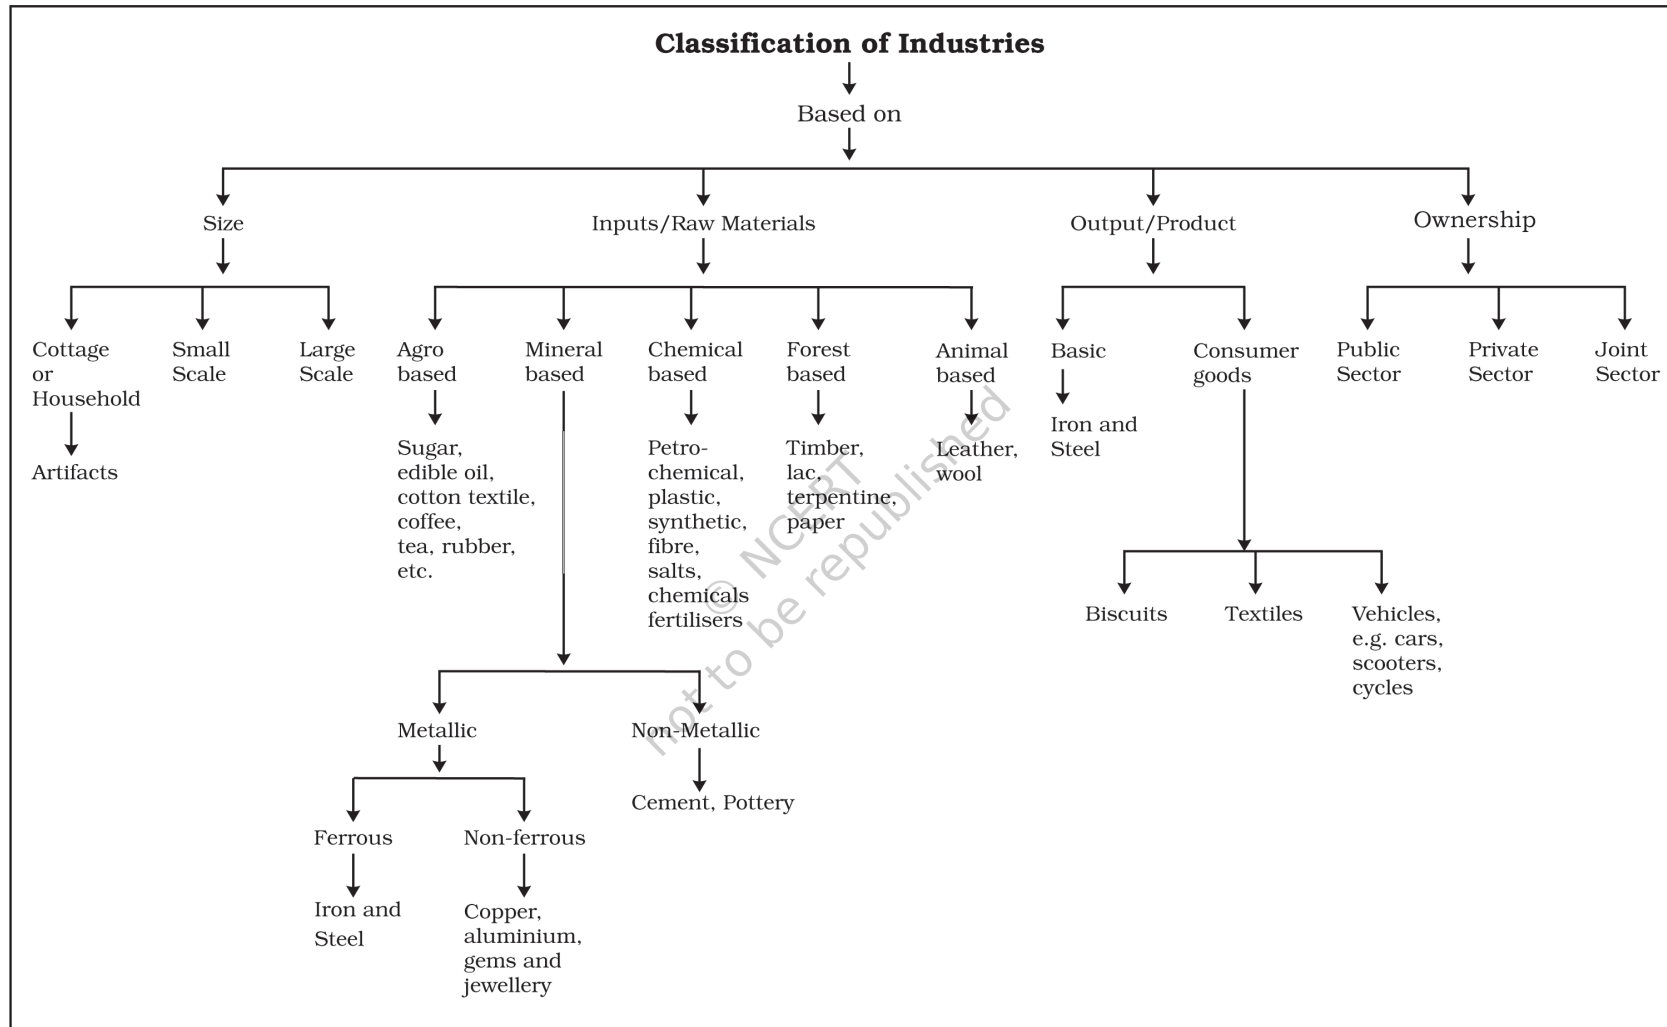 Classification of Industries
Based on
Size
Inputs/Raw Materials
Output/Product
Ownership
Cottage
or
Household
Small
Scale
Large
Scale
Agro
based
Mineral
based
Chemical
based
Forest
based
Animal
based
Basic
Consumer
goods
Public
Sector
Private
Sector
Joint
Sector
Artifacts
Sugar,
edible oil,
cotton textile,
coffee,
tea, rubber,
etc.
Petro-
chemical,
plastic,
synthetic,
fibre,
salts,
chemicals
fertilisers
Timber,
lac,
terpentine,
paper
Leather,
wool
Iron and
Steel
Biscuits
Textiles
Vehicles,
e.g. cars,
scooters,
cycles
Metallic
Non-Metallic
Cement, Pottery
Ferrous
Non-ferrous
Iron and
Steel
Copper,
aluminium,
gems and
jewellery
© NCERT
not to be republished